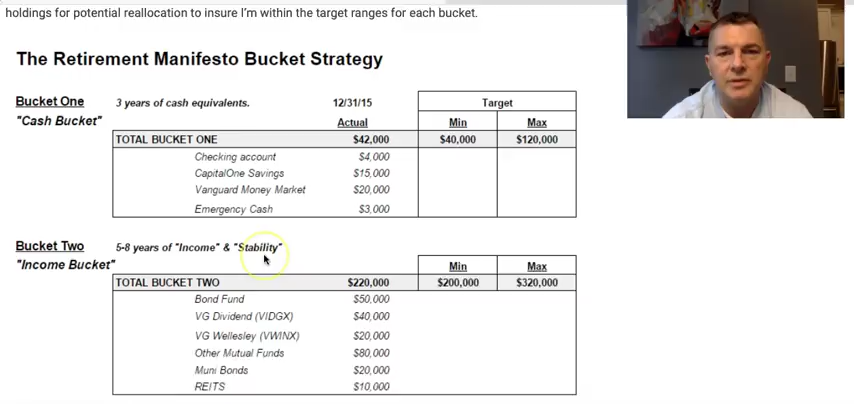 holdings for potential reallocation to insure I'm within the target ranges for each bucket.
The Retirement Manifesto Bucket Strategy
Bucket One 3 years of cash equivalents. 12/31/15 Target
"Cash Bucket" Actual Min Max
TOTAL BUCKET ONE $42,000 $40,000 $120,000
Checking account $4,000
CapitalOne Savings $15,000
Vanguard Money Market $20,000
Emergency Cash $3,000
Bucket Two 5-8 years of "Income" & "Stability"
"Income Bucket" Min Max
TOTAL BUCKET TWO $220,000 $200,000 $320,000
Bond Fund $50,000
VG Dividend (VIDGX) $40,000
VG Wellesley (VWINX) $20,000
Other Mutual Funds $80,000
Muni Bonds $20,000
REITS $10,000